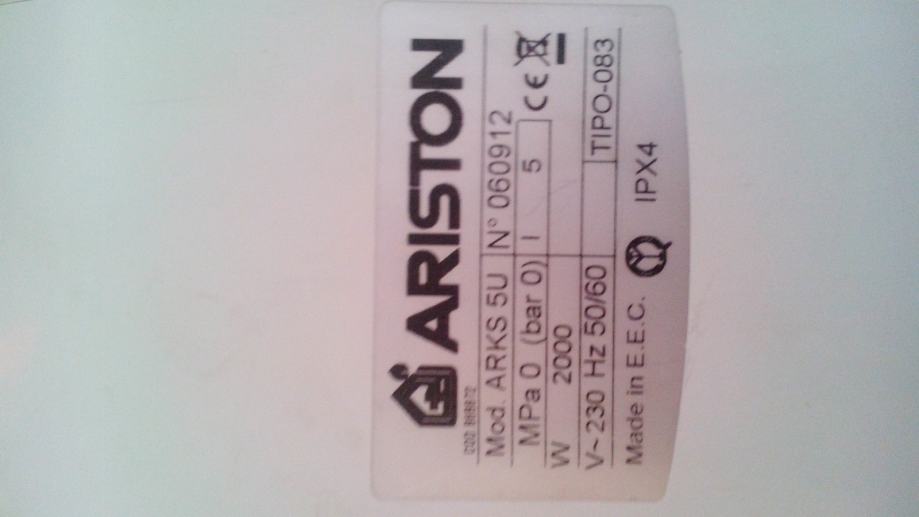 ARISTON
Mod. ARKS 5U N° 060912
MPa 0 (bar 0) l 5 CE
W 2000
V~230 Hz 50/60 TIPO-083
Made in E.E.C. IPX4